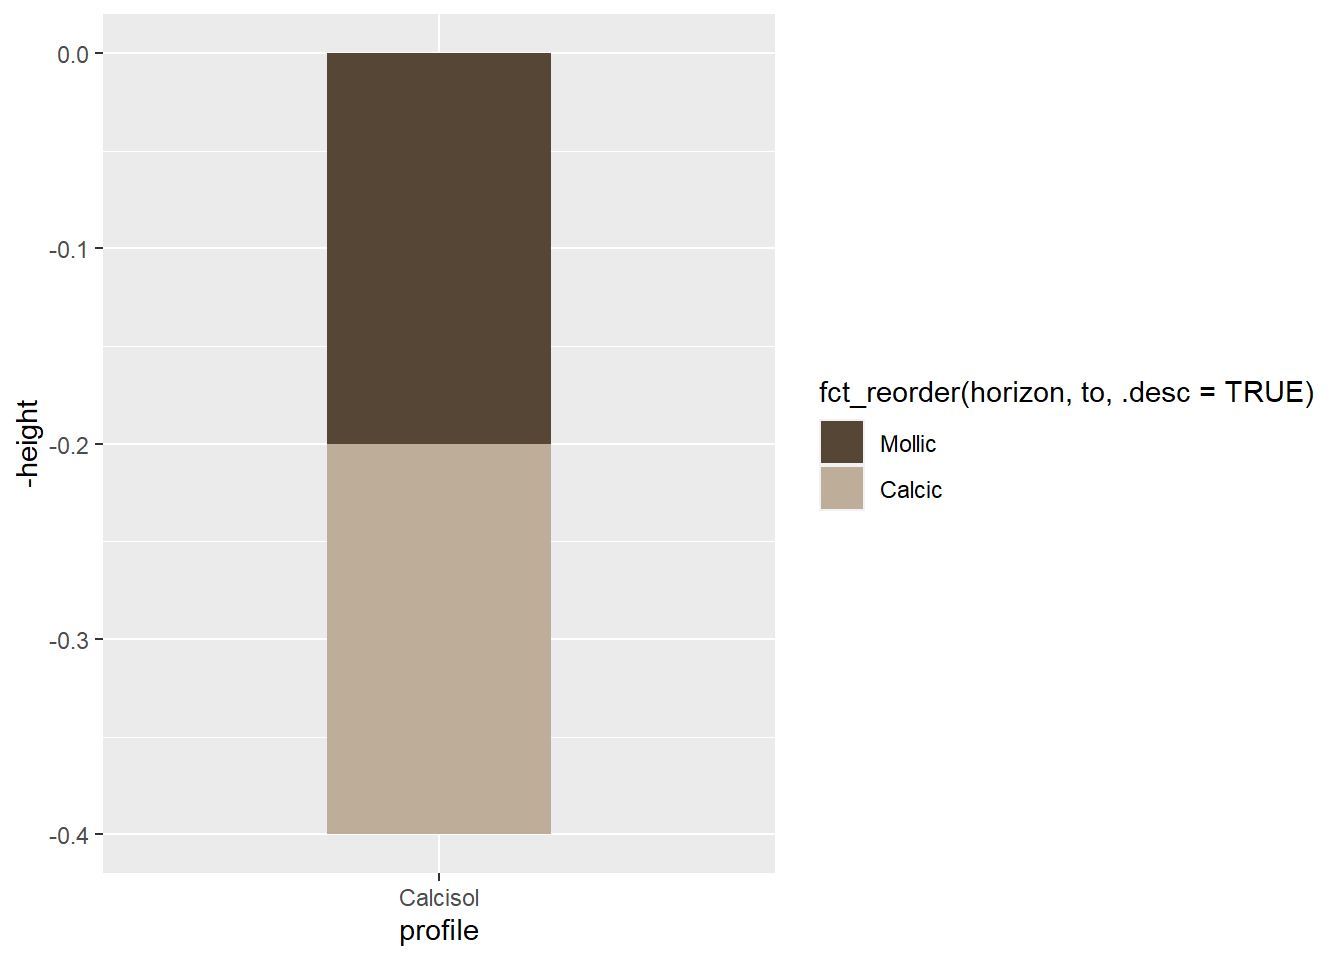 0.0
-0.1
-0.2
-0.3
-0.4
-height
Calcisol
profile
fct_reorder(horizon, to, .desc = TRUE)
Mollic
Calcic